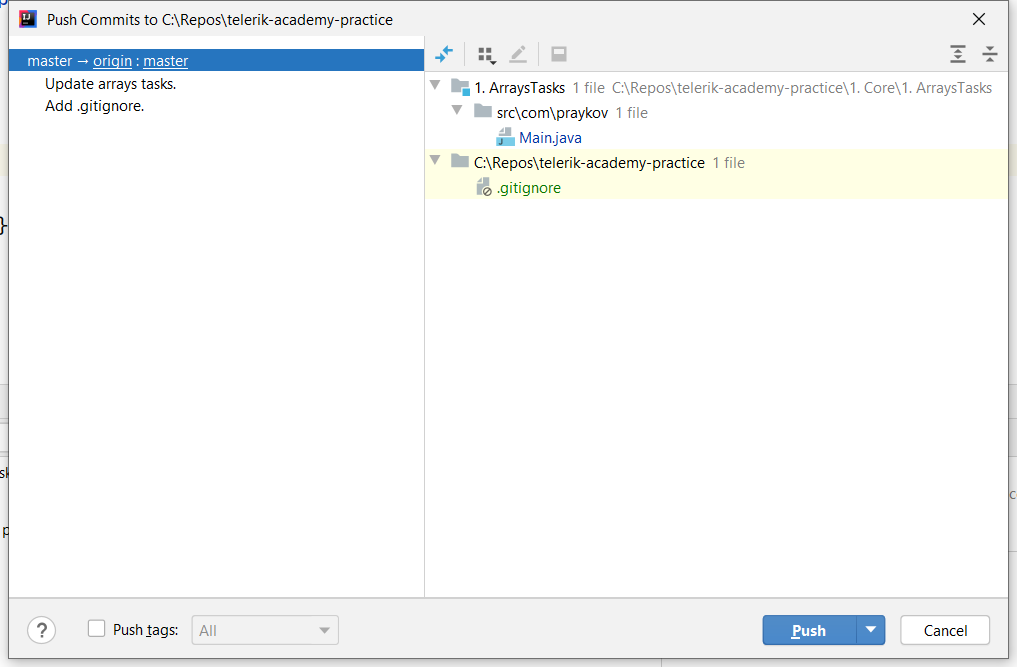 Push Commits to C:\Repos\telerik-academy-practice
master → origin : master
Update arrays tasks.
Add .gitignore.
1. ArraysTasks 1 file C:\Repos\telerik-academy-practice\1. Core\1. ArraysTasks
src\com\praykov 1 file
Main.java
C:\Repos\telerik-academy-practice 1 file
.gitignore
}
? Push tags: All Push Cancel